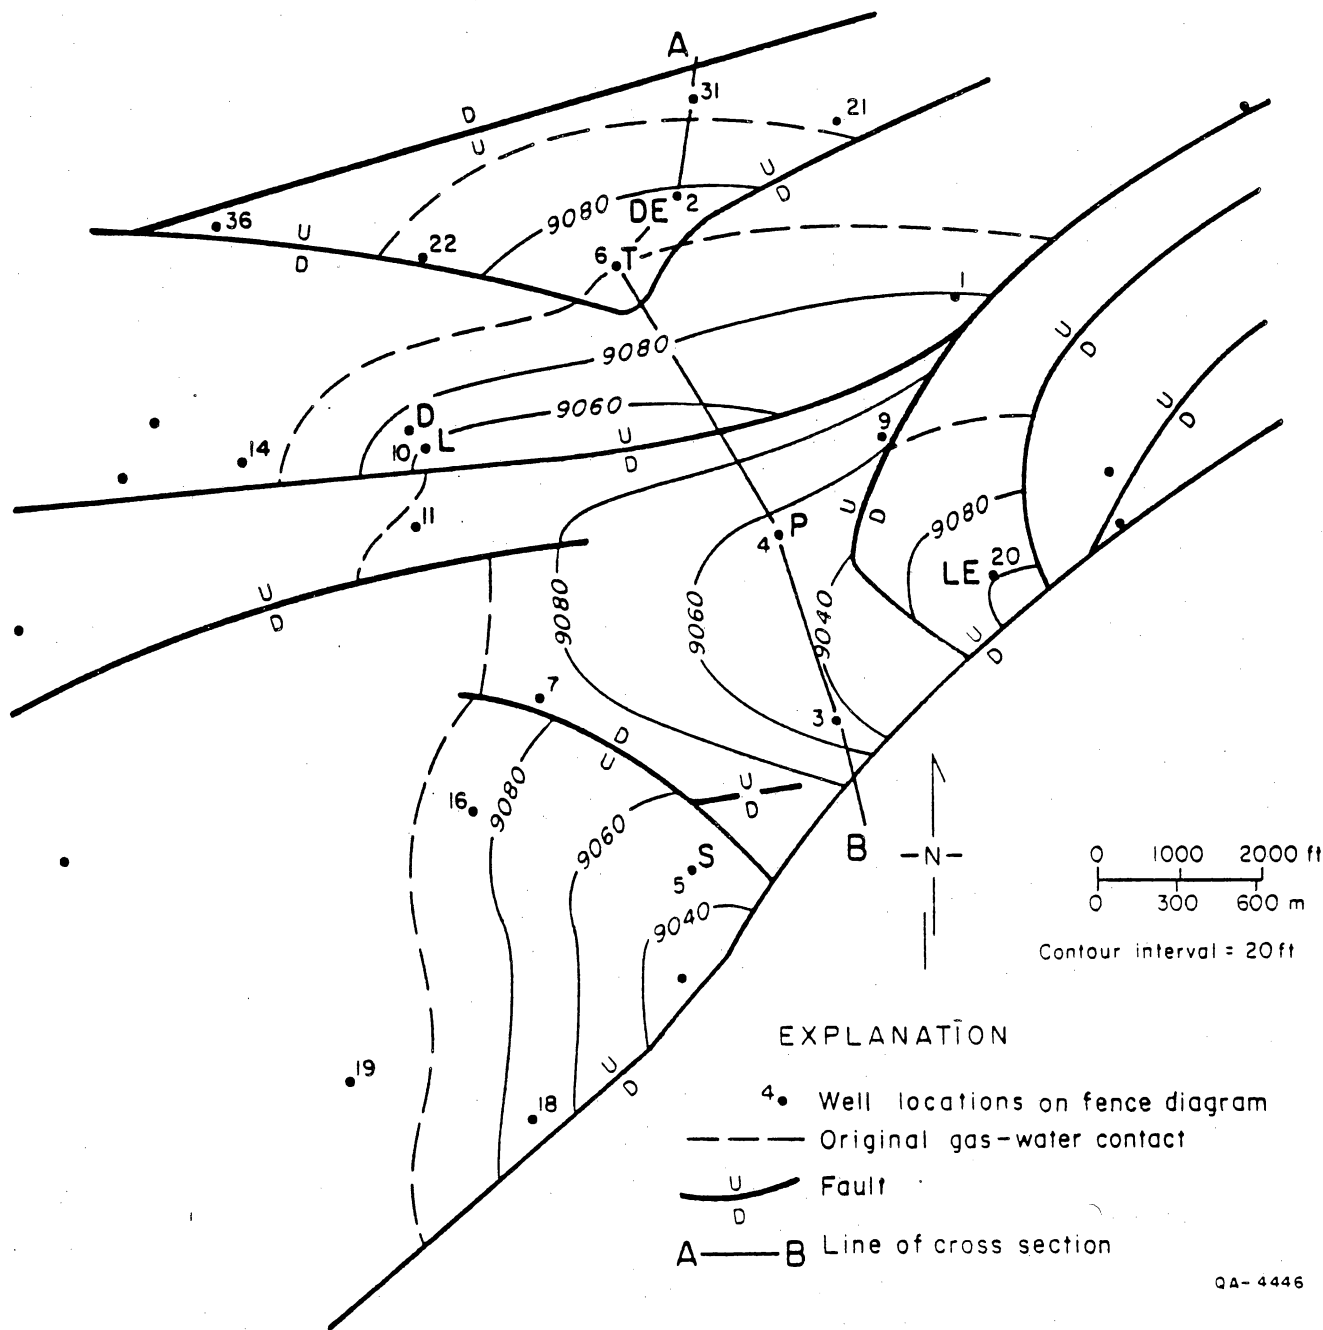 A
31
21
D
U
U
D
36
U
D
22
9080
DE
2
6
T
1
9080
U
D
D
9060
10
L
14
U
D
9
U
D
11
P
4
U
D
9080
LE
20
U
D
9080
9060
9040
U
D
7
3
D
U
U
D
16
9080
9060
S
5
B
-N-
0 1000 2000 ft
0 300 600 m
9040
Contour interval = 20 ft
EXPLANATION
19
18
U
D
4
Well locations on fence diagram
Original gas-water contact
U
D
Fault
A
B
Line of cross section
QA-4446